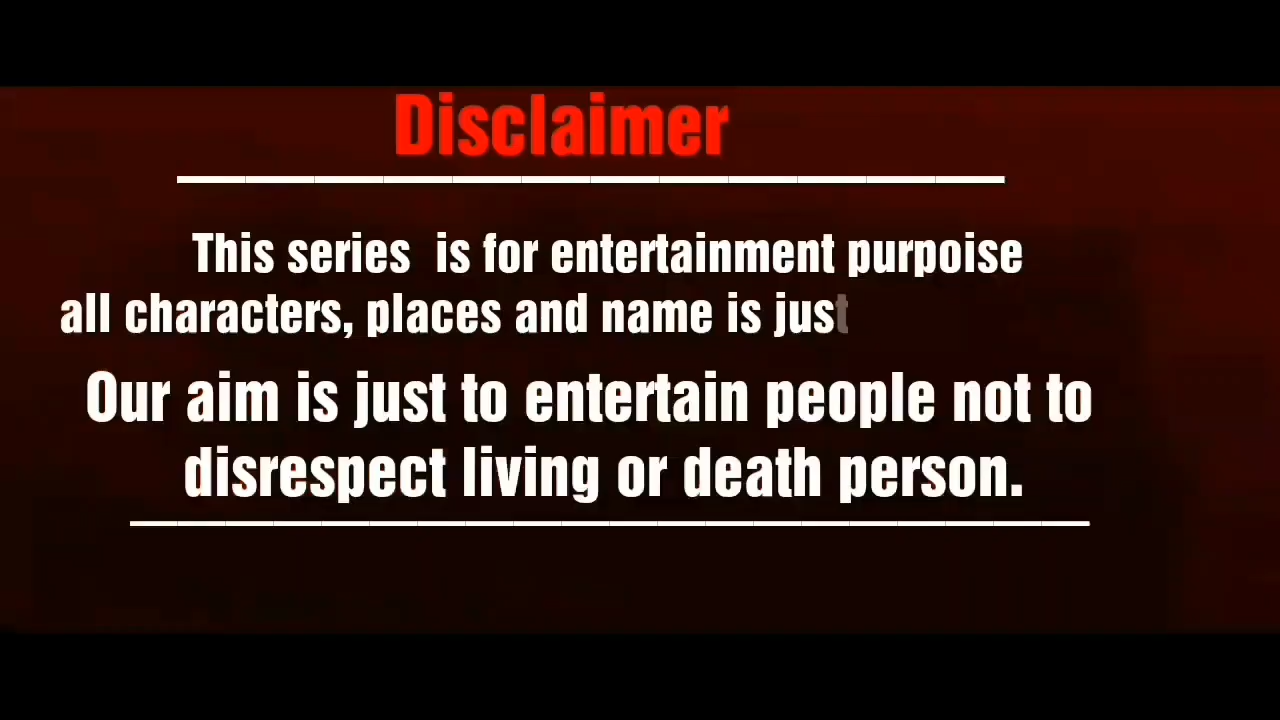 Disclaimer
This series is for entertainment purpoise
all characters, places and name is just
Our aim is just to entertain people not to
disrespect living or death person.